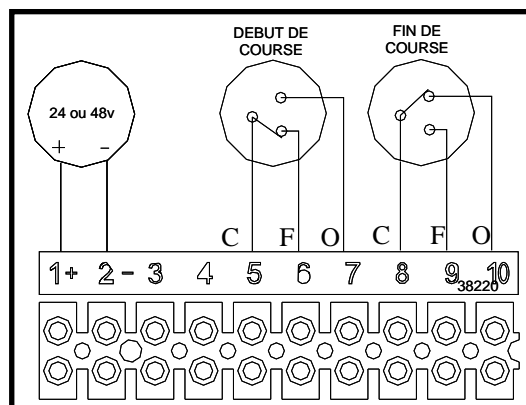 DEBUT DE
COURSE
FIN DE
COURSE
24 ou 48v
+ -
C F O C F O
1+ 2- 3 4 5 6 7 8 9 10
38220